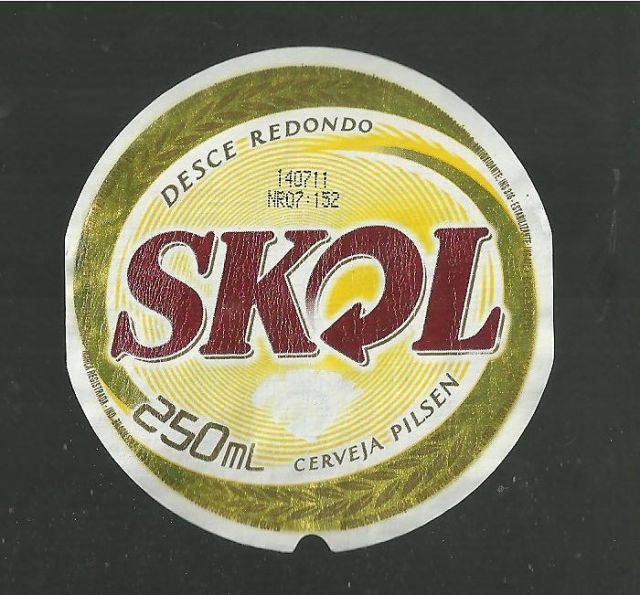 DESCE REDONDO
140711
NR07:152
SKOL
250mL
CERVEJA PILSEN